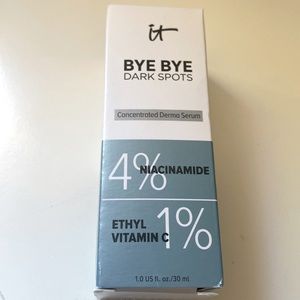 it
BYE BYE
DARK SPOTS
Concentrated Derma Serum
4% NIACINAMIDE
ETHYL
VITAMIN C 1%
1.0 US fl. oz./30 ml